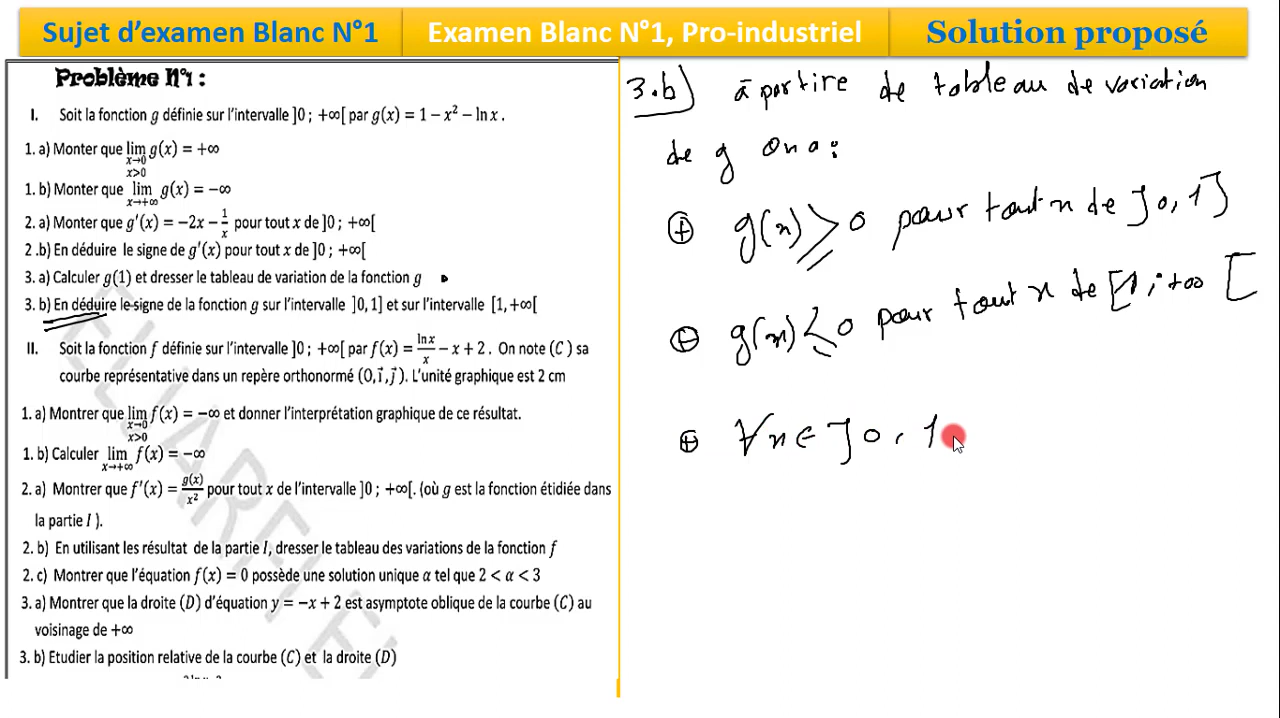 Sujet d’examen Blanc N°1
Examen Blanc N°1, Pro-industriel
Solution proposé
Problème N°1 :
I. Soit la fonction g définie sur l’intervalle ]0 ; +∞[ par g(x) = 1 − x² − ln x .
1. a) Monter que lim g(x) = +∞
x→0
x>0
1. b) Monter que lim g(x) = −∞
x→+∞
2. a) Monter que g′(x) = −2x − 1/x pour tout x de ]0 ; +∞[
2 .b) En déduire le signe de g′(x) pour tout x de ]0 ; +∞[
3. a) Calculer g(1) et dresser le tableau de variation de la fonction g
3. b) En déduire le signe de la fonction g sur l’intervalle ]0, 1] et sur l’intervalle [1, +∞[
II. Soit la fonction f définie sur l’intervalle ]0 ; +∞[ par f(x) = ln x/x − x + 2 . On note (C) sa
courbe représentative dans un repère orthonormé (O, i⃗, j⃗). L’unité graphique est 2 cm
1. a) Montrer que lim f(x) = −∞ et donner l’interprétation graphique de ce résultat.
x→0
x>0
1. b) Calculer lim f(x) = −∞
x→+∞
2. a) Montrer que f′(x) = g(x)/x² pour tout x de l’intervalle ]0 ; +∞[. (où g est la fonction étidiée dans
la partie I ).
2. b) En utilisant les résultat de la partie I, dresser le tableau des variations de la fonction f
2. c) Montrer que l’équation f(x) = 0 possède une solution unique α tel que 2 < α < 3
3. a) Montrer que la droite (D) d’équation y = −x + 2 est asymptote oblique de la courbe (C) au
voisinage de +∞
3. b) Etudier la position relative de la courbe (C) et la droite (D)
3.b) à partire de tableau de variation
de g on a :
⊕ g(x) ≥ 0 pour tout x de ]0, 1]
⊖ g(x) ≤ 0 pour tout x de [1 ; +∞ [
⊕ ∀x ∈ ]0, 1